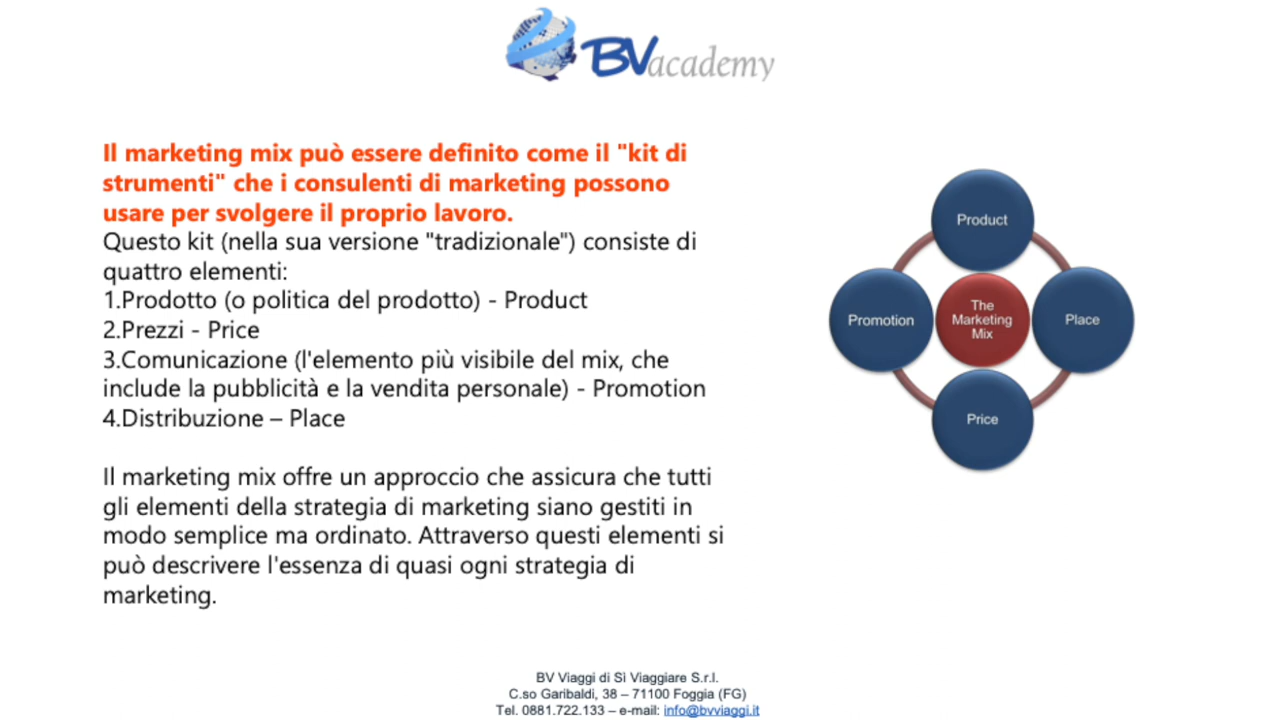 BVacademy
Il marketing mix può essere definito come il "kit di
strumenti" che i consulenti di marketing possono
usare per svolgere il proprio lavoro.
Questo kit (nella sua versione "tradizionale") consiste di
quattro elementi:
1.Prodotto (o politica del prodotto) - Product
2.Prezzi - Price
3.Comunicazione (l'elemento più visibile del mix, che
include la pubblicità e la vendita personale) - Promotion
4.Distribuzione – Place
Il marketing mix offre un approccio che assicura che tutti
gli elementi della strategia di marketing siano gestiti in
modo semplice ma ordinato. Attraverso questi elementi si
può descrivere l'essenza di quasi ogni strategia di
marketing.
Product
Promotion
The
Marketing
Mix
Place
Price
BV Viaggi di Sì Viaggiare S.r.l.
C.so Garibaldi, 38 – 71100 Foggia (FG)
Tel. 0881.722.133 – e-mail: info@bvviaggi.it